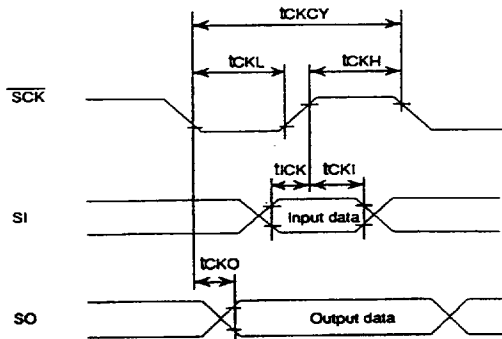 tCKCY
tCKL
tCKH
SCK
tICK
tCKI
SI
Input data
tCKO
SO
Output data